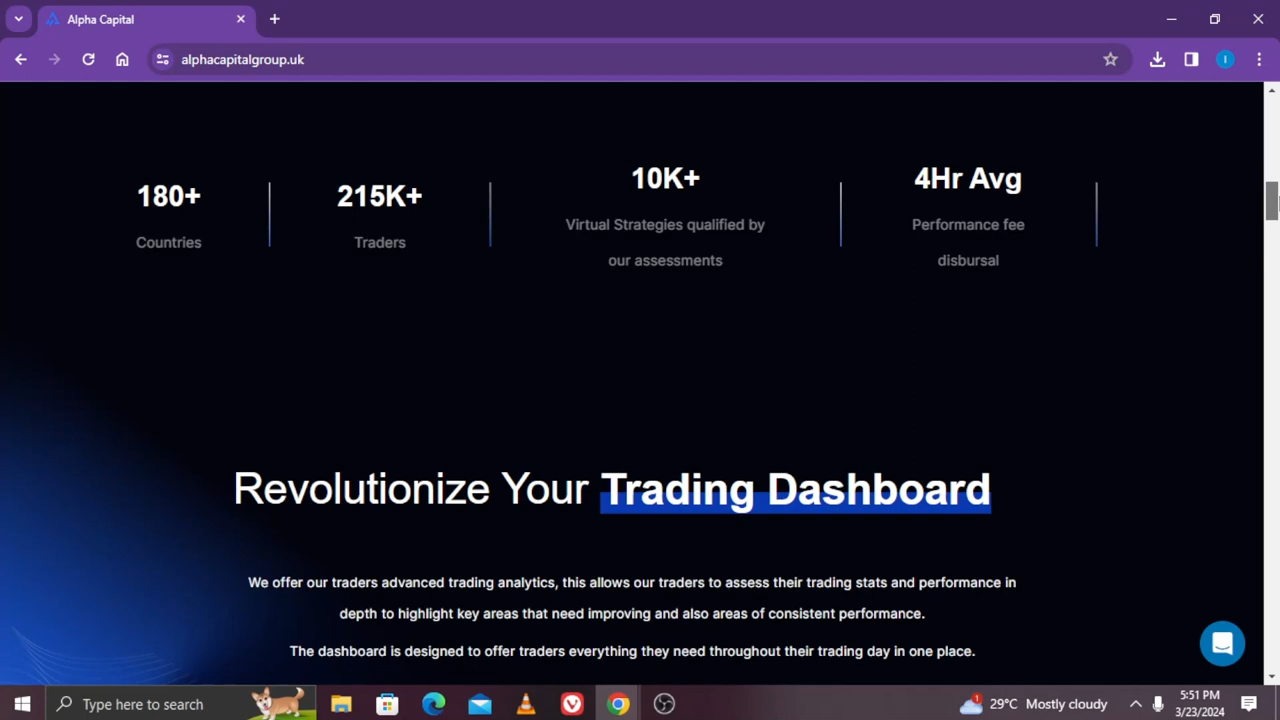 Alpha Capital
alphacapitalgroup.uk
I
180+
Countries
215K+
Traders
10K+
Virtual Strategies qualified by
our assessments
4Hr Avg
Performance fee
disbursal
Revolutionize Your Trading Dashboard
We offer our traders advanced trading analytics, this allows our traders to assess their trading stats and performance in
depth to highlight key areas that need improving and also areas of consistent performance.
The dashboard is designed to offer traders everything they need throughout their trading day in one place.
Type here to search
1
29°C Mostly cloudy
5:51 PM
3/23/2024